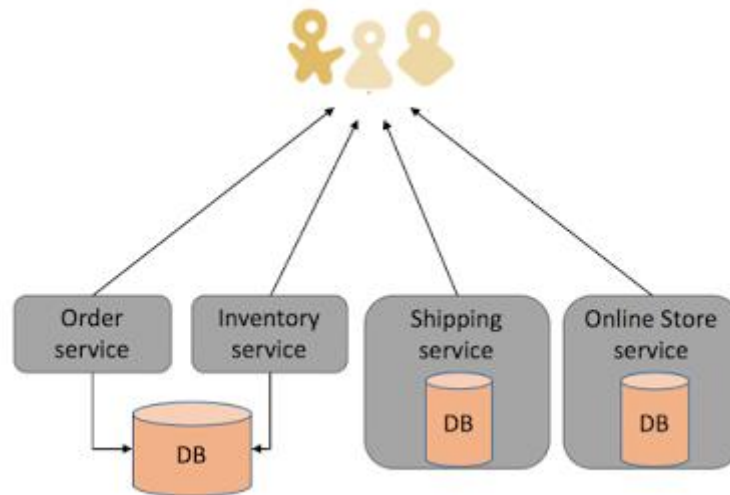 Order
service
Inventory
service
Shipping
service
Online Store
service
DB
DB
DB